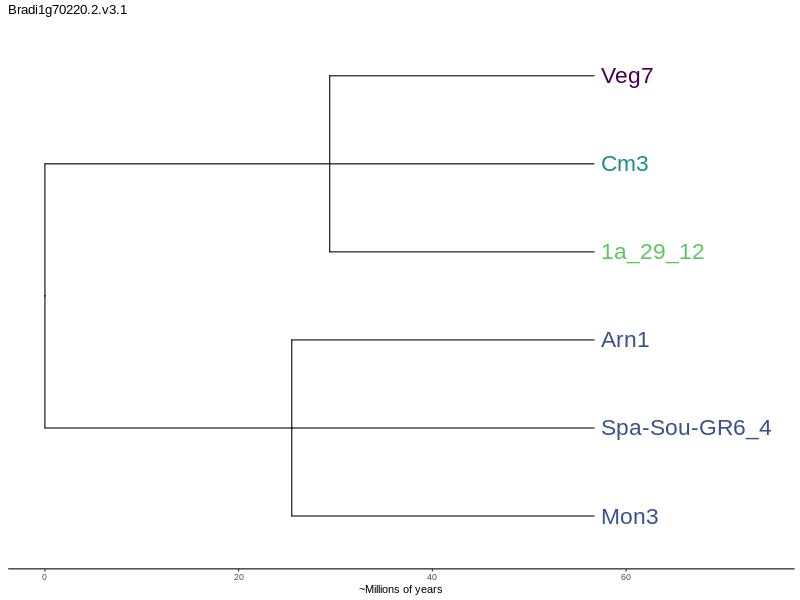 Bradi1g70220.2.v3.1
Veg7
Cm3
1a_29_12
Arn1
Spa-Sou-GR6_4
Mon3
0 20 40 60
~Millions of years